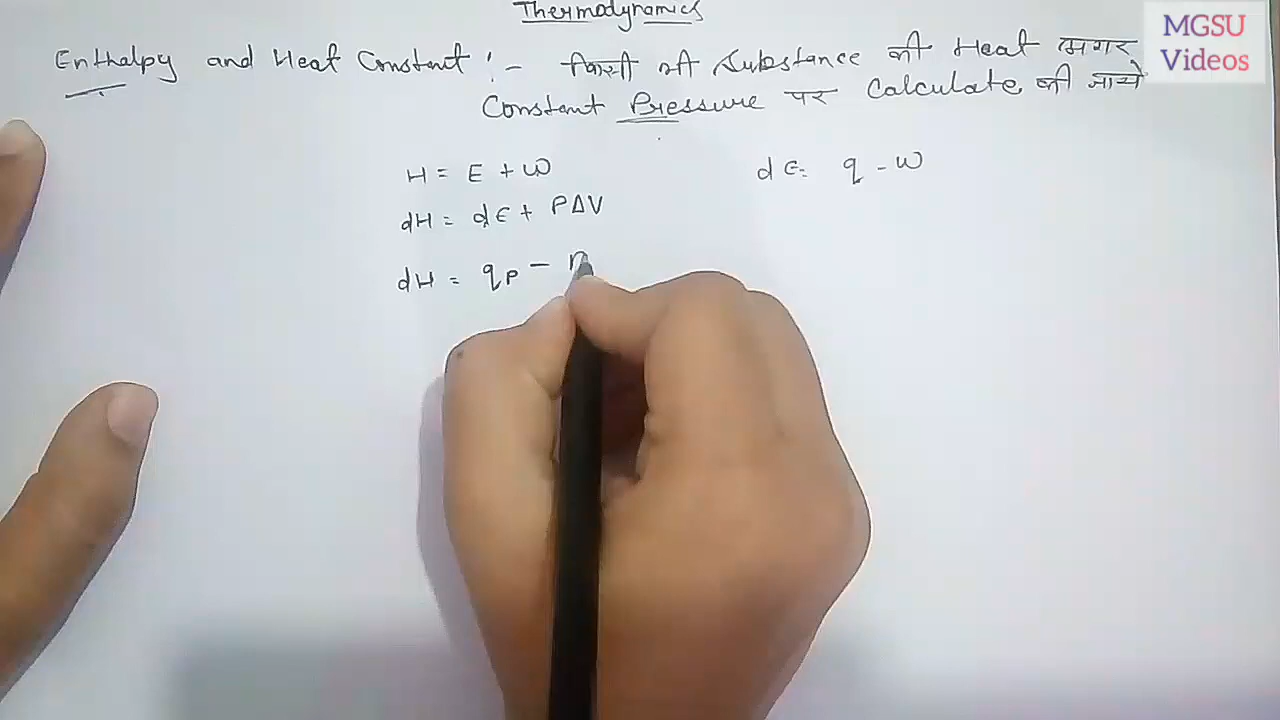 Thermodynamics
MGSU
Videos
Enthalpy and Heat Constant :- किसी भी Substance की Heat अगर
Constant Pressure पर Calculate की जाये
H = E + W
dE = q - W
dH = dE + PΔV
dH = qp -